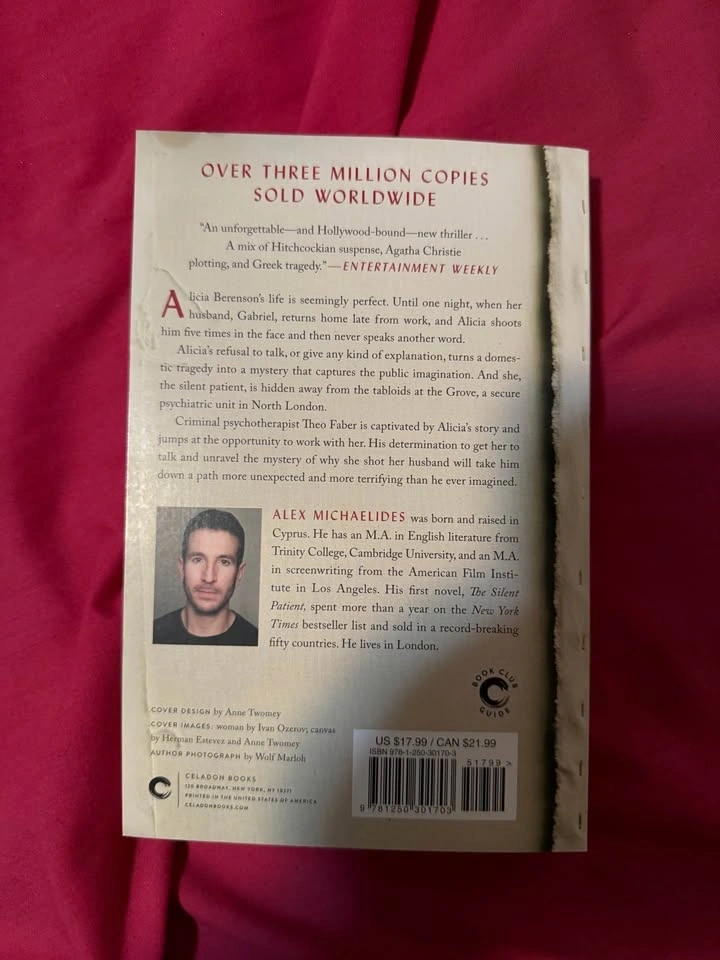 OVER THREE MILLION COPIES
SOLD WORLDWIDE
“An unforgettable—and Hollywood-bound—new thriller . . .
A mix of Hitchcockian suspense, Agatha Christie
plotting, and Greek tragedy.” —ENTERTAINMENT WEEKLY
Alicia Berenson’s life is seemingly perfect. Until one night, when her
husband, Gabriel, returns home late from work, and Alicia shoots
him five times in the face and then never speaks another word.
Alicia’s refusal to talk, or give any kind of explanation, turns a domes-
tic tragedy into a mystery that captures the public imagination. And she,
the silent patient, is hidden away from the tabloids at the Grove, a secure
psychiatric unit in North London.
Criminal psychotherapist Theo Faber is captivated by Alicia’s story and
jumps at the opportunity to work with her. His determination to get her to
talk and unravel the mystery of why she shot her husband will take him
down a path more unexpected and more terrifying than he ever imagined.
ALEX MICHAELIDES was born and raised in
Cyprus. He has an M.A. in English literature from
Trinity College, Cambridge University, and an M.A.
in screenwriting from the American Film Insti-
tute in Los Angeles. His first novel, The Silent
Patient, spent more than a year on the New York
Times bestseller list and sold in a record-breaking
fifty countries. He lives in London.
BOOK CLUB
GUIDE
COVER DESIGN by Anne Twomey
COVER IMAGES: woman by Ivan Ozerov; canvas
by Herman Estevez and Anne Twomey
AUTHOR PHOTOGRAPH by Wolf Marloh
CELADON BOOKS
120 BROADWAY, NEW YORK, NY 10271
PRINTED IN THE UNITED STATES OF AMERICA
CELADONBOOKS.COM
US $17.99 / CAN $21.99
ISBN 978-1-250-30170-3
51799 >
9 781250 301703